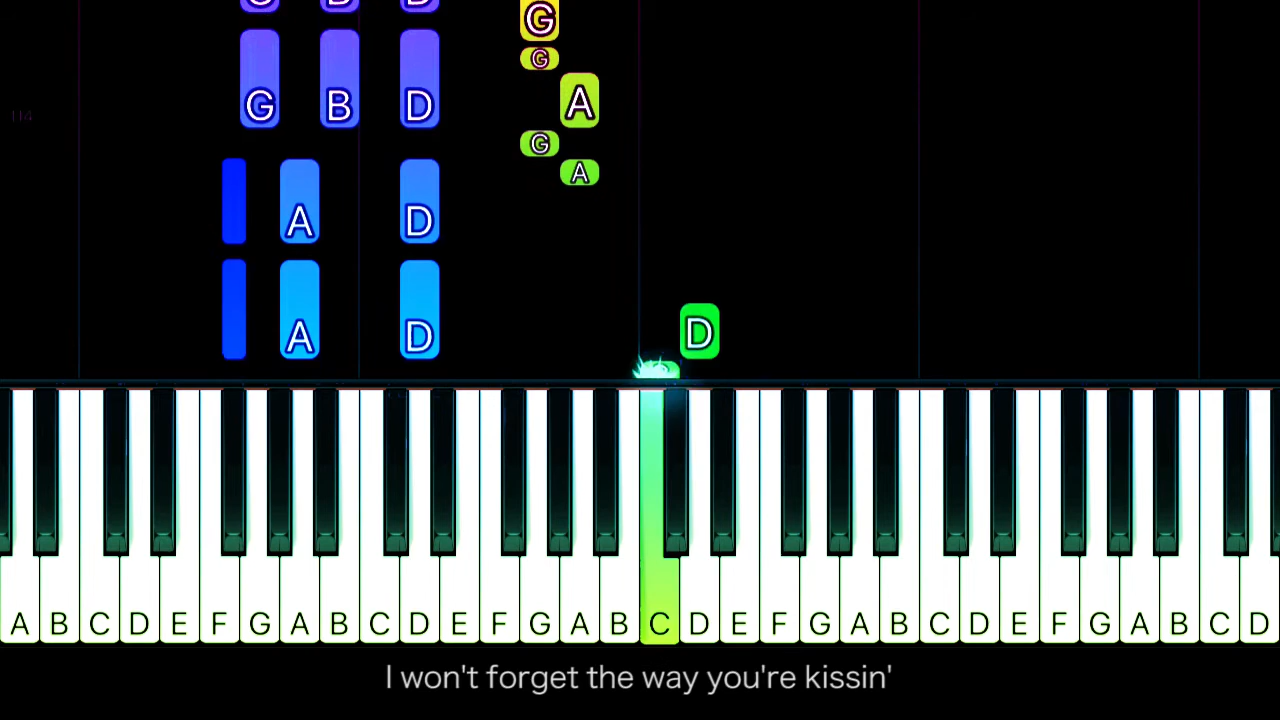 G B D G
G
G B D A
G
A
A D
A D
D
A B C D E F G A B C D E F G A B C D E F G A B C D E F G A B C D
I won't forget the way you're kissin'